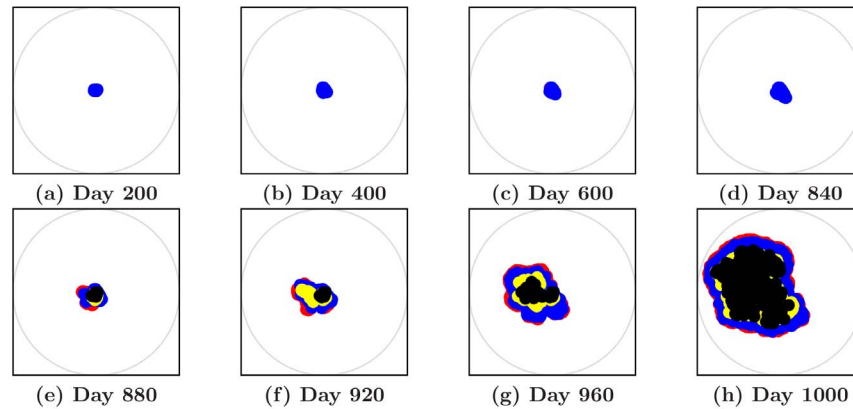 (a) Day 200
(b) Day 400
(c) Day 600
(d) Day 840
(e) Day 880
(f) Day 920
(g) Day 960
(h) Day 1000